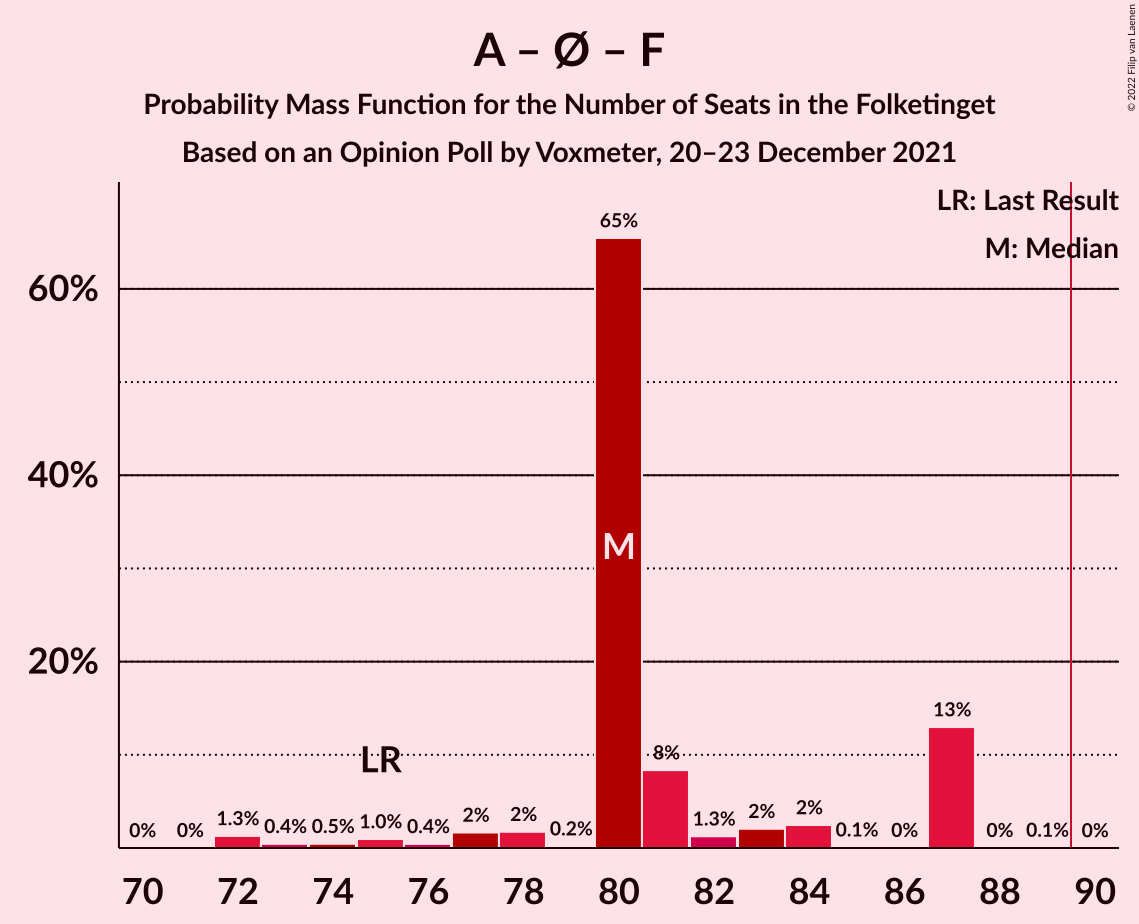 A – Ø – F
Probability Mass Function for the Number of Seats in the Folketinget
Based on an Opinion Poll by Voxmeter, 20–23 December 2021
© 2022 Filip van Laenen
LR: Last Result
M: Median
60%
40%
20%
0%
0%
1.3%
0.4%
0.5%
1.0%
0.4%
2%
2%
0.2%
65%
8%
1.3%
2%
2%
0.1%
0%
13%
0%
0.1%
0%
LR
M
70 72 74 76 78 80 82 84 86 88 90